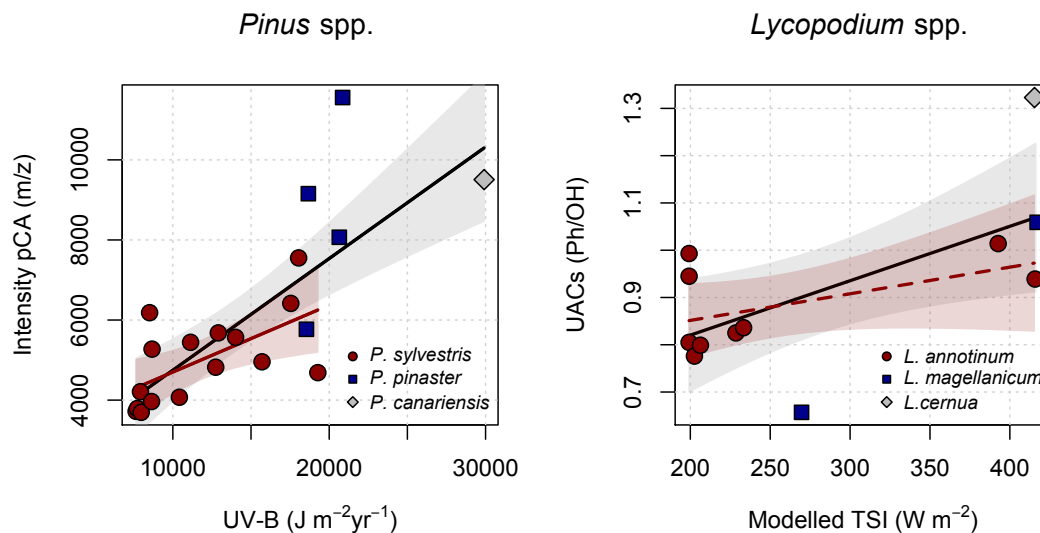 Pinus spp.
Intensity pCA (m/z)
10000
8000
6000
4000
10000
20000
30000
UV-B (J m⁻²yr⁻¹)
P. sylvestris
P. pinaster
P. canariensis
Lycopodium spp.
UACs (Ph/OH)
1.3
1.1
0.9
0.7
200
250
300
350
400
Modelled TSI (W m⁻²)
L. annotinum
L. magellanicum
L.cernua